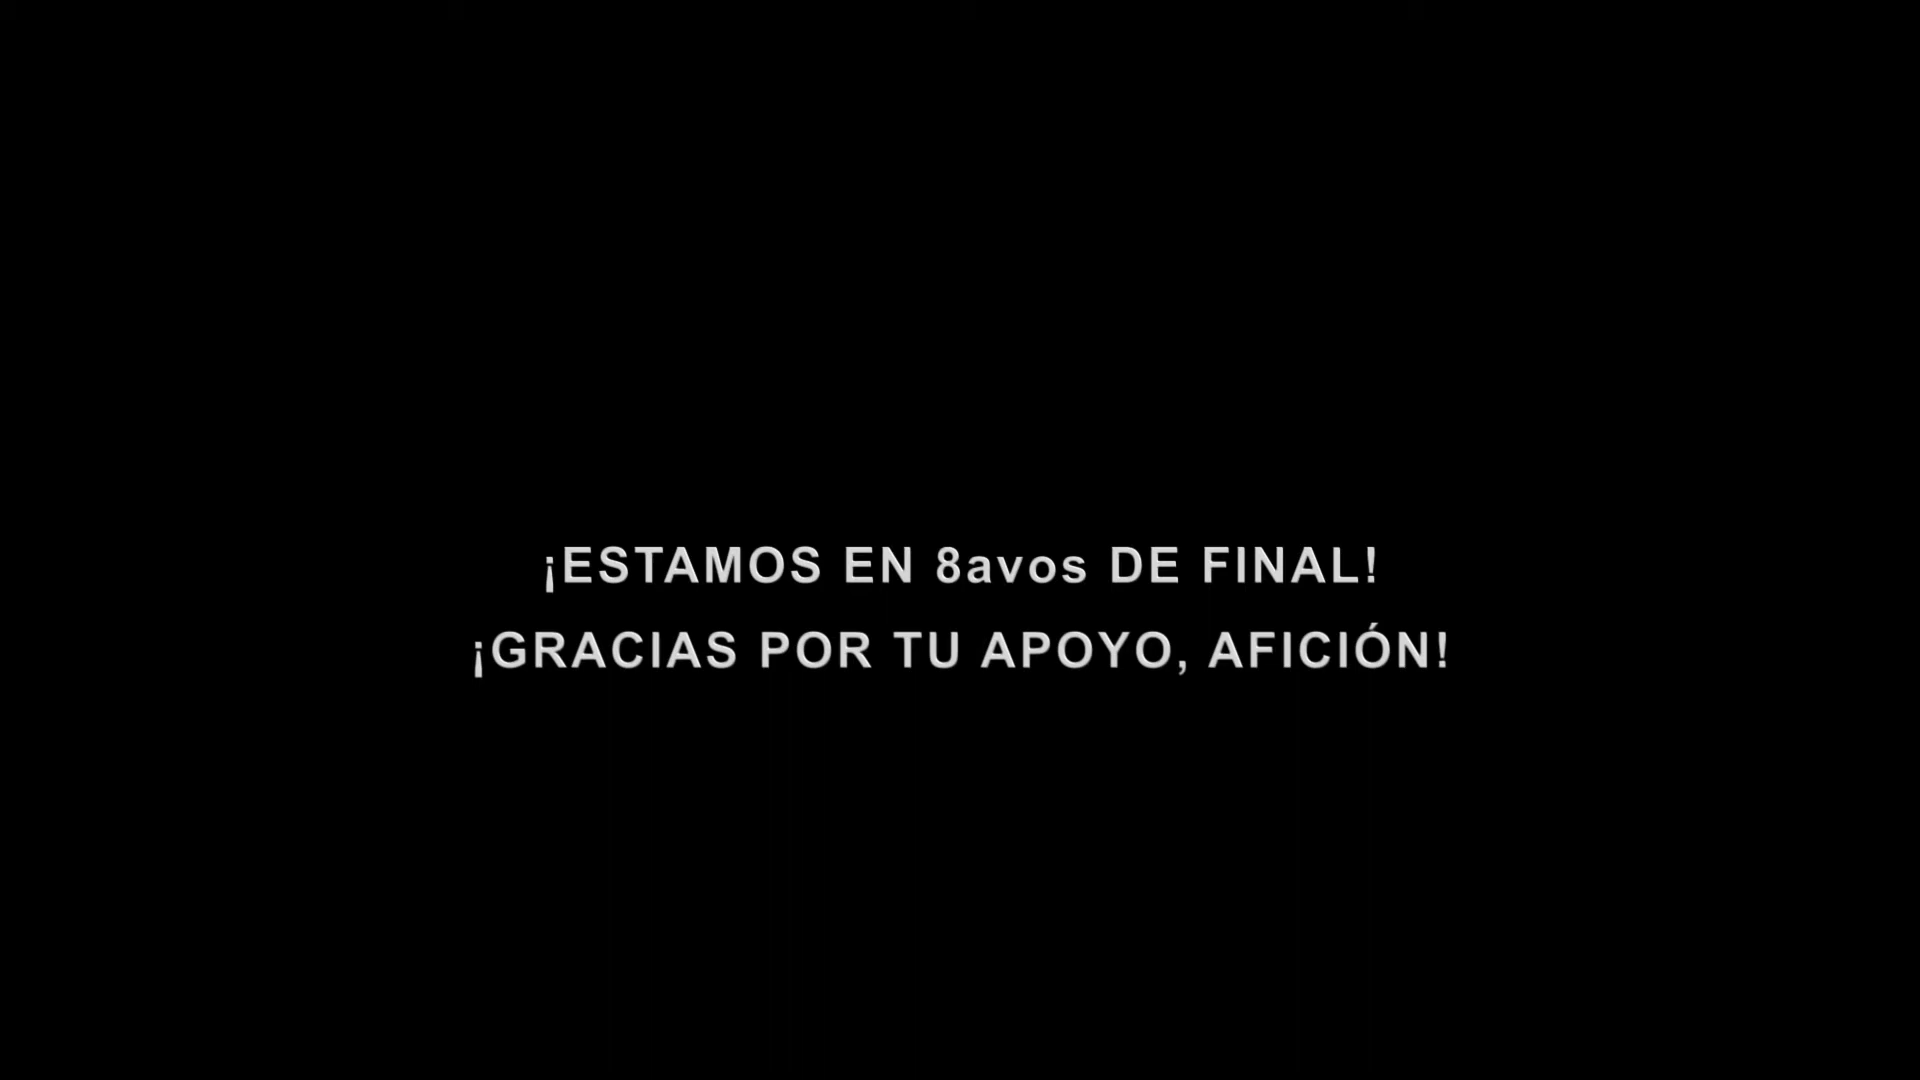 ¡ESTAMOS EN 8avos DE FINAL!
¡GRACIAS POR TU APOYO, AFICIÓN!